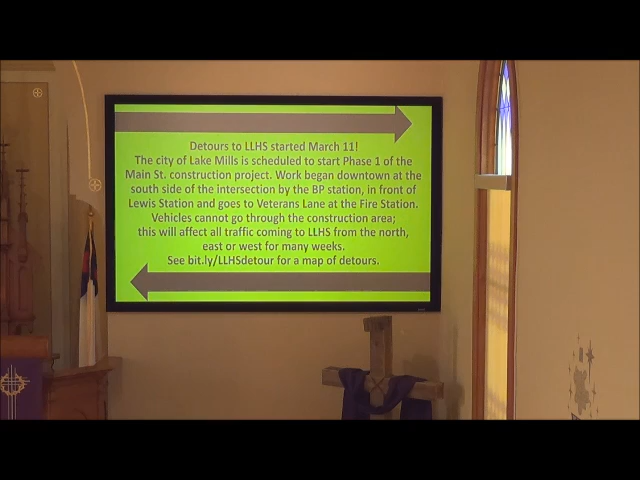 Detours to LLHS started March 11!
The city of Lake Mills is scheduled to start Phase 1 of the
Main St. construction project. Work began downtown at the
south side of the intersection by the BP station, in front of
Lewis Station and goes to Veterans Lane at the Fire Station.
Vehicles cannot go through the construction area;
this will affect all traffic coming to LLHS from the north,
east or west for many weeks.
See bit.ly/LLHSdetour for a map of detours.